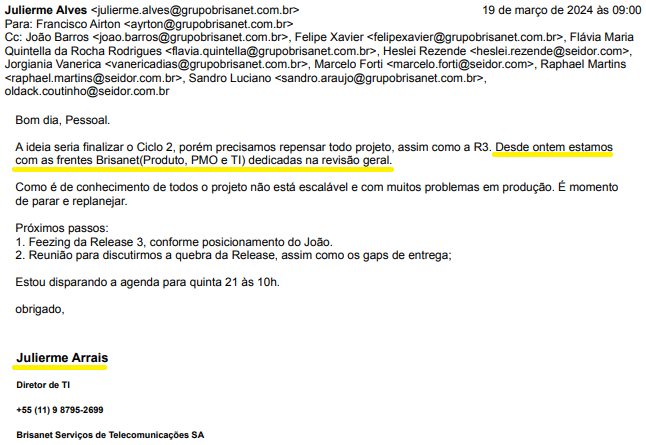 Julierme Alves <julierme.alves@grupobrisanet.com.br> 19 de março de 2024 às 09:00
Para: Francisco Airton <ayrton@grupobrisanet.com.br>
Cc: João Barros <joao.barros@grupobrisanet.com.br>, Felipe Xavier <felipexavier@grupobrisanet.com.br>, Flávia Maria
Quintella da Rocha Rodrigues <flavia.quintella@grupobrisanet.com.br>, Heslei Rezende <heslei.rezende@seidor.com>,
Jorgiania Vanerica <vanericadias@grupobrisanet.com.br>, Marcelo Forti <marcelo.forti@seidor.com>, Raphael Martins
<raphael.martins@seidor.com.br>, Sandro Luciano <sandro.araujo@grupobrisanet.com.br>,
oldack.coutinho@seidor.com.br
Bom dia, Pessoal.
A ideia seria finalizar o Ciclo 2, porém precisamos repensar todo projeto, assim como a R3. Desde ontem estamos
com as frentes Brisanet(Produto, PMO e TI) dedicadas na revisão geral.
Como é de conhecimento de todos o projeto não está escalável e com muitos problemas em produção. É momento
de parar e replanejar.
Próximos passos:
1. Feezing da Release 3, conforme posicionamento do João.
2. Reunião para discutirmos a quebra da Release, assim como os gaps de entrega;
Estou disparando a agenda para quinta 21 às 10h.
obrigado,
Julierme Arrais
Diretor de TI
+55 (11) 9 8795-2699
Brisanet Serviços de Telecomunicações SA